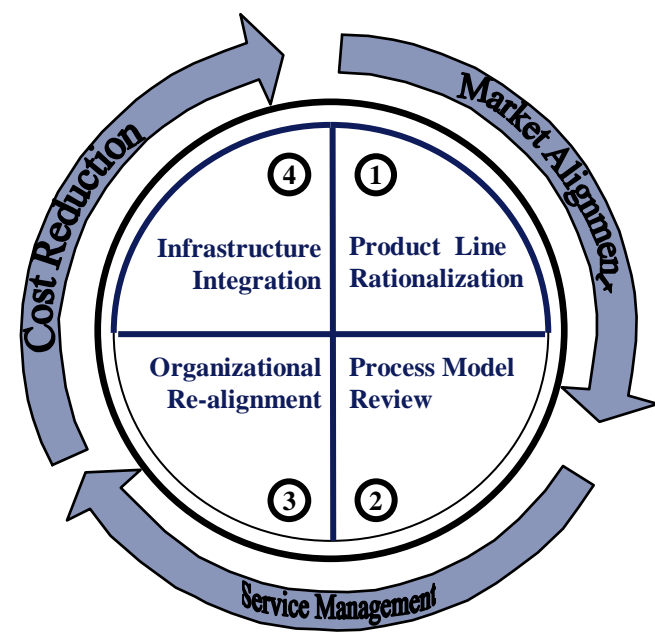 Cost Reduction
Market Alignment
4
1
Infrastructure
Integration
Product Line
Rationalization
Organizational
Re-alignment
Process Model
Review
3
2
Service Management